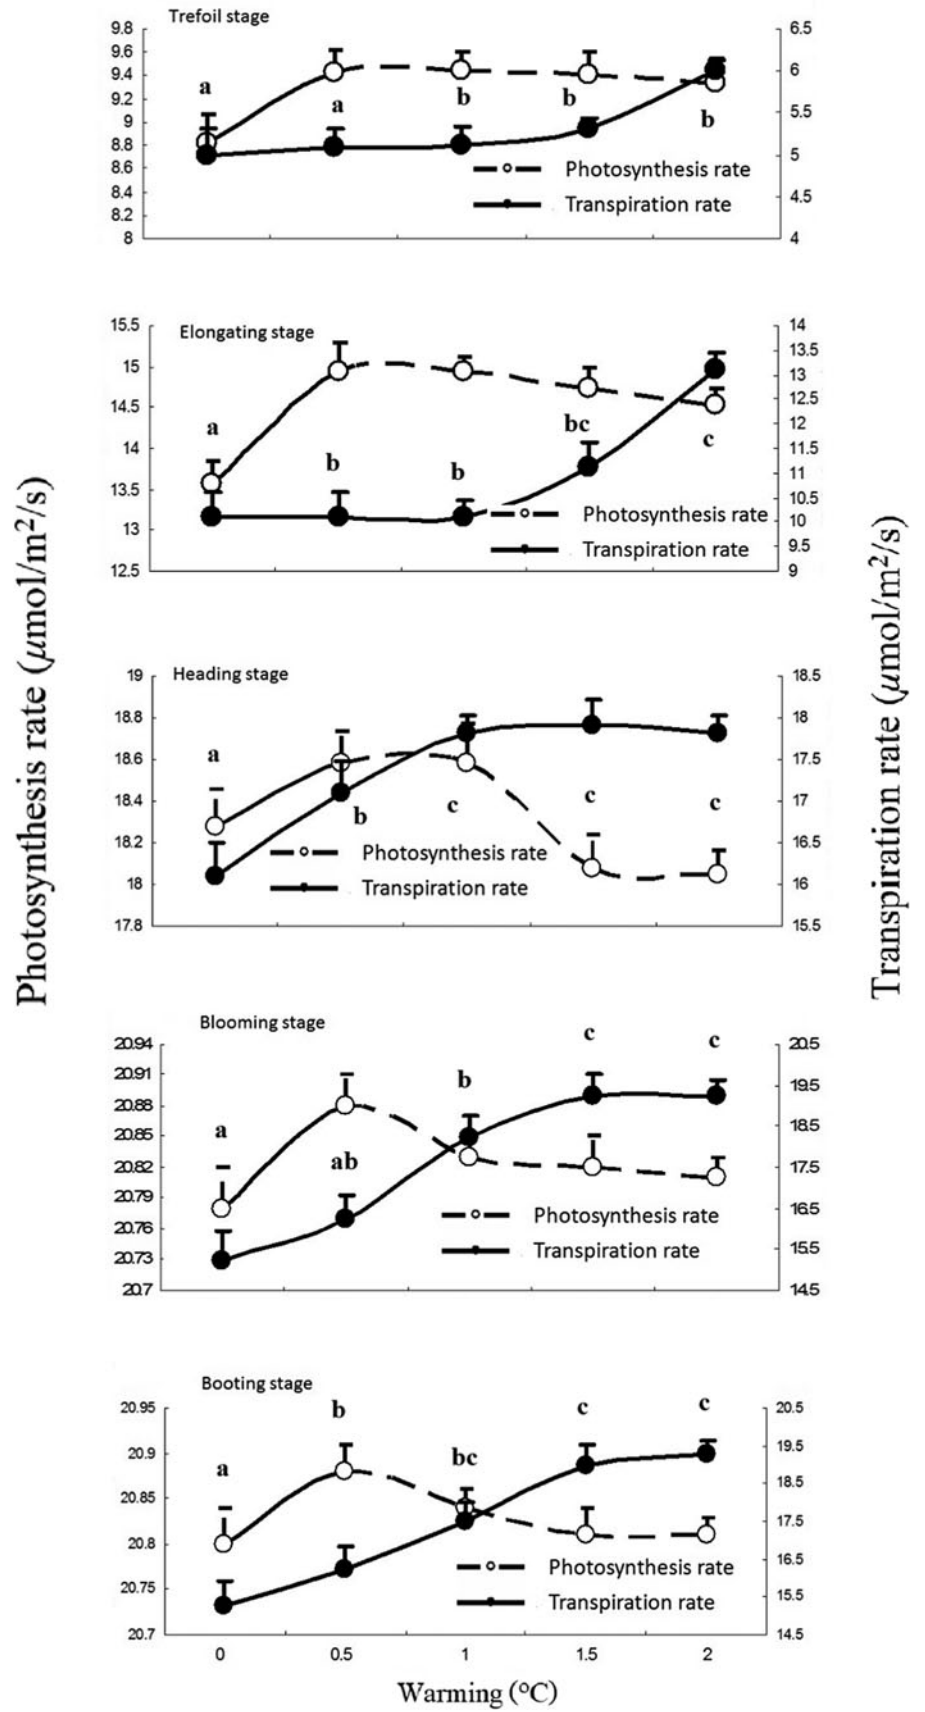 Trefoil stage
9.8
9.6
9.4
9.2
9
8.8
8.6
8.4
8.2
8
6.5
6
5.5
5
4.5
4
a
a
b
b
b
Photosynthesis rate
Transpiration rate
Elongating stage
15.5
15
14.5
14
13.5
13
12.5
14
13.5
13
12.5
12
11.5
11
10.5
10
9.5
9
a
b
b
bc
c
Photosynthesis rate
Transpiration rate
Photosynthesis rate (μmol/m²/s)
Transpiration rate (μmol/m²/s)
Heading stage
19
18.8
18.6
18.4
18.2
18
17.8
18.5
18
17.5
17
16.5
16
15.5
a
b
c
c
c
Photosynthesis rate
Transpiration rate
Blooming stage
20.94
20.91
20.88
20.85
20.82
20.79
20.76
20.73
20.7
20.5
19.5
18.5
17.5
16.5
15.5
14.5
a
ab
b
c
c
Photosynthesis rate
Transpiration rate
Booting stage
20.95
20.9
20.85
20.8
20.75
20.7
20.5
19.5
18.5
17.5
16.5
15.5
14.5
a
b
bc
c
c
Photosynthesis rate
Transpiration rate
0 0.5 1 1.5 2
Warming (°C)